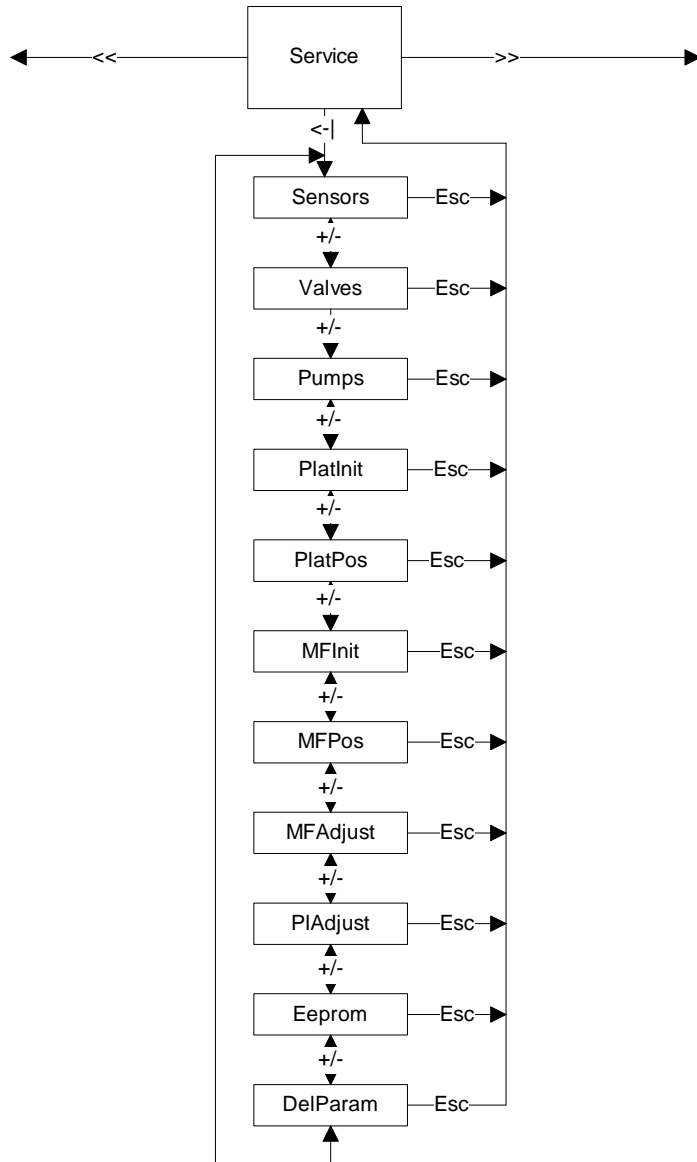 << Service >>
<-|
Sensors Esc
+/-
Valves Esc
+/-
Pumps Esc
+/-
PlatInit Esc
+/-
PlatPos Esc
+/-
MFInit Esc
+/-
MFPos Esc
+/-
MFAdjust Esc
+/-
PlAdjust Esc
+/-
Eeprom Esc
+/-
DelParam Esc